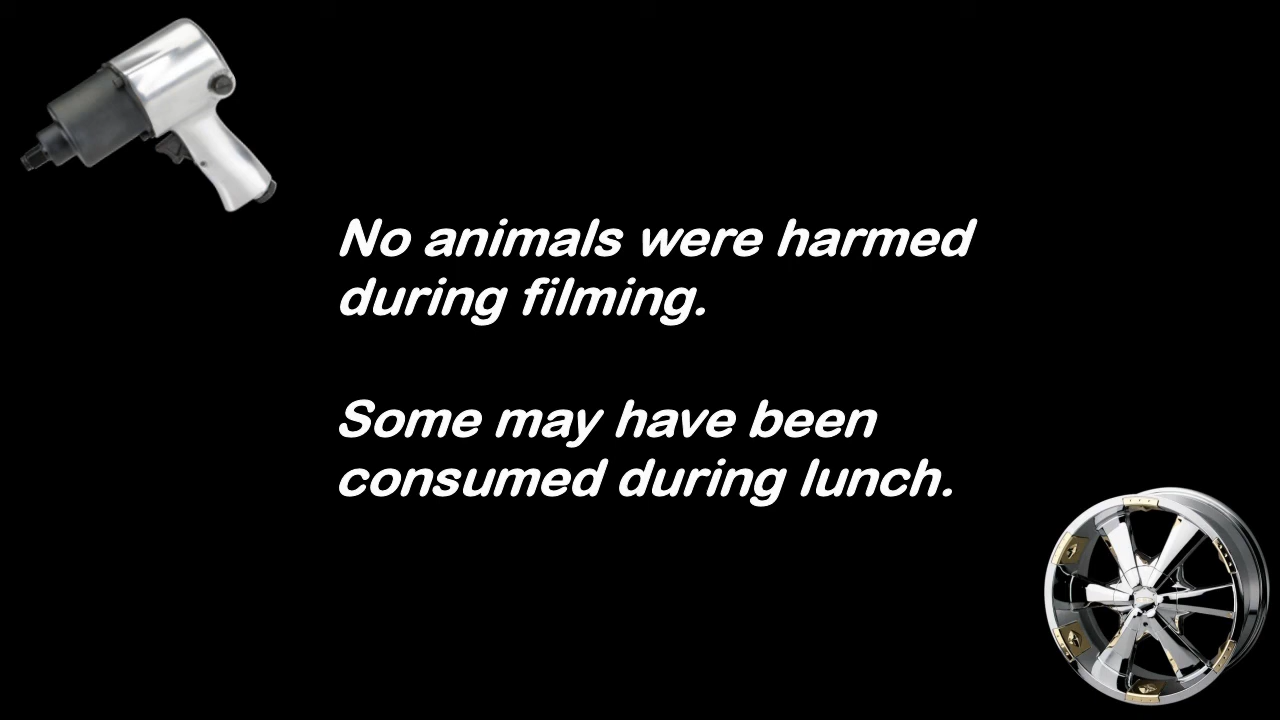 No animals were harmed
during filming.
Some may have been
consumed during lunch.